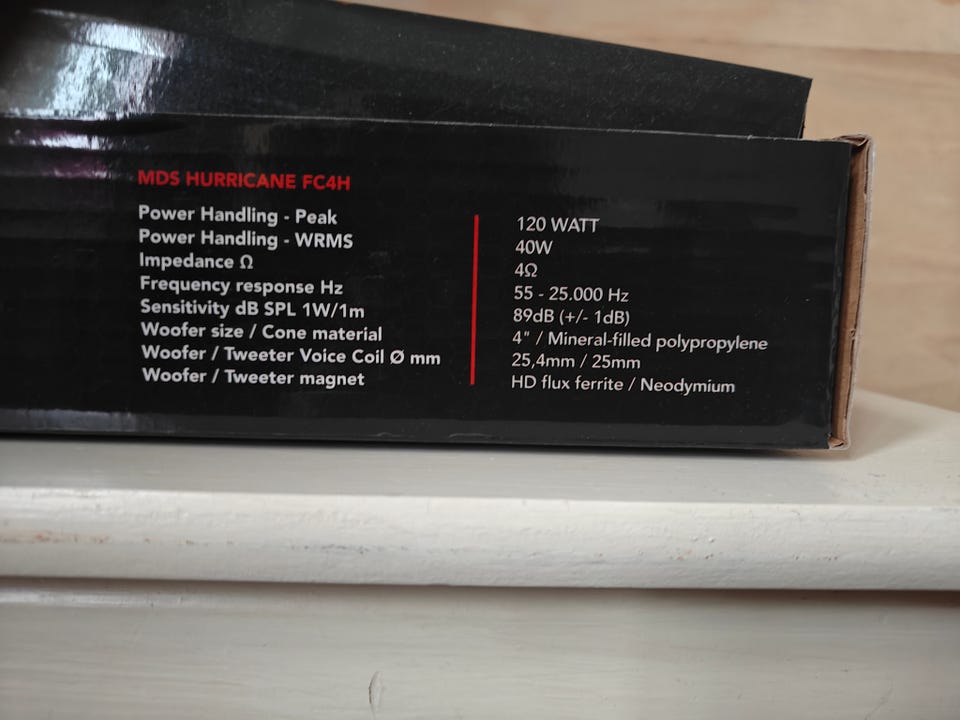 MDS HURRICANE FC4H
Power Handling - Peak 120 WATT
Power Handling - WRMS 40W
Impedance Ω 4Ω
Frequency response Hz 55 - 25.000 Hz
Sensitivity dB SPL 1W/1m 89dB (+/- 1dB)
Woofer size / Cone material 4" / Mineral-filled polypropylene
Woofer / Tweeter Voice Coil Ø mm 25,4mm / 25mm
Woofer / Tweeter magnet HD flux ferrite / Neodymium